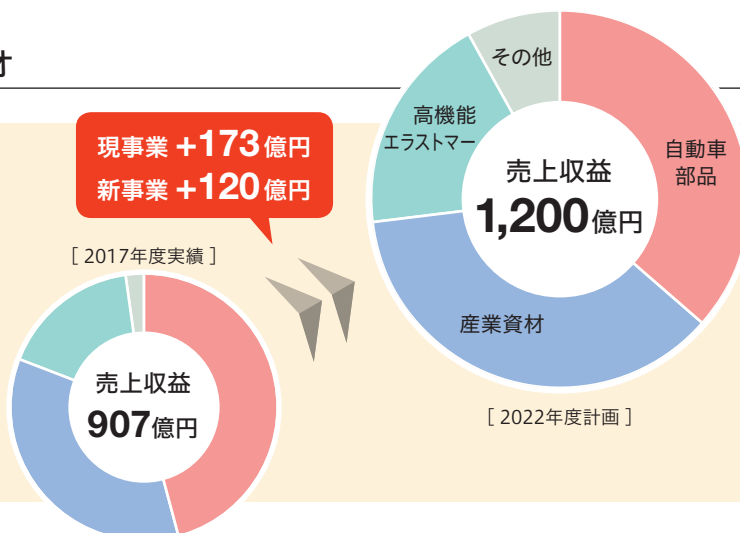 現事業 +173億円
新事業 +120億円
[ 2017年度実績 ]
売上収益
907億円
その他
高機能
エラストマー
自動車
部品
売上収益
1,200億円
産業資材
[ 2022年度計画 ]